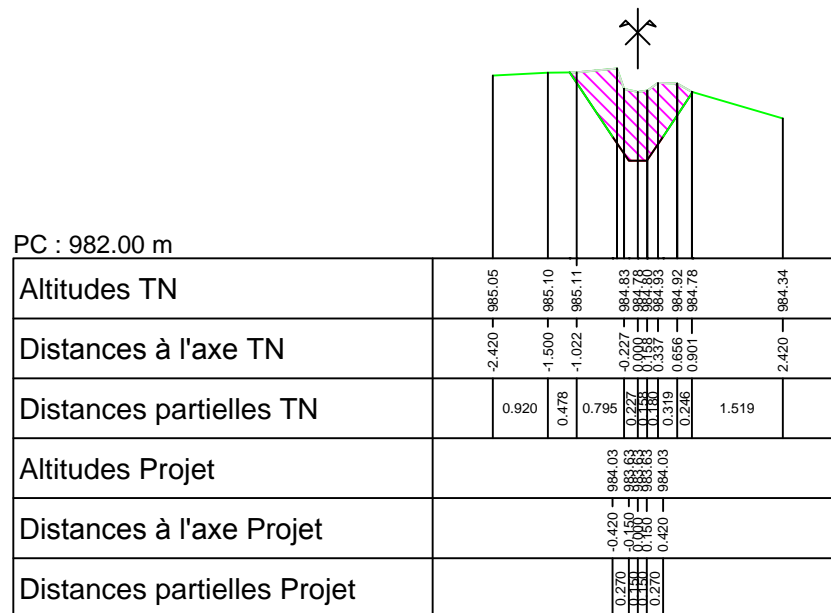 PC : 982.00 m
Altitudes TN
985.05 985.10 985.11 984.83 984.78 984.80 984.93 984.92 984.78 984.34
Distances à l'axe TN
-2.420 -1.500 -1.022 -0.227 0.000 0.158 0.337 0.656 0.901 2.420
Distances partielles TN
0.920 0.478 0.795 0.227 0.158 0.180 0.319 0.246 1.519
Altitudes Projet
984.03 983.63 983.63 983.63 984.03
Distances à l'axe Projet
-0.420 -0.150 0.000 0.150 0.420
Distances partielles Projet
0.270 0.150 0.150 0.270